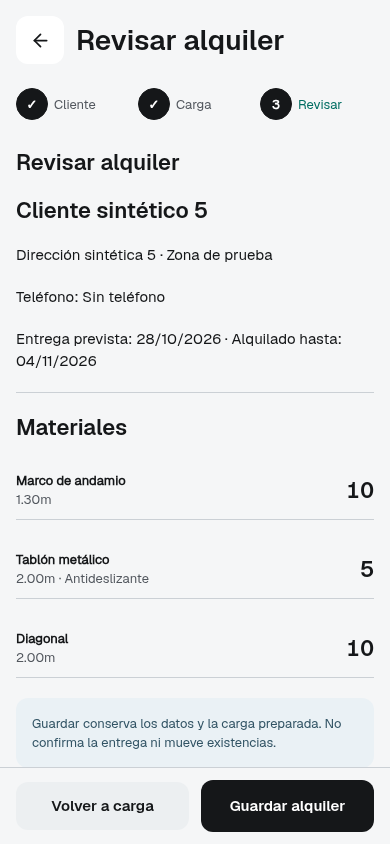 Revisar alquiler
✓ Cliente ✓ Carga 3 Revisar
Revisar alquiler
Cliente sintético 5
Dirección sintética 5 · Zona de prueba
Teléfono: Sin teléfono
Entrega prevista: 28/10/2026 · Alquilado hasta:
04/11/2026
Materiales
Marco de andamio
1.30m
10
Tablón metálico
2.00m · Antideslizante
5
Diagonal
2.00m
10
Guardar conserva los datos y la carga preparada. No
confirma la entrega ni mueve existencias.
Volver a carga Guardar alquiler